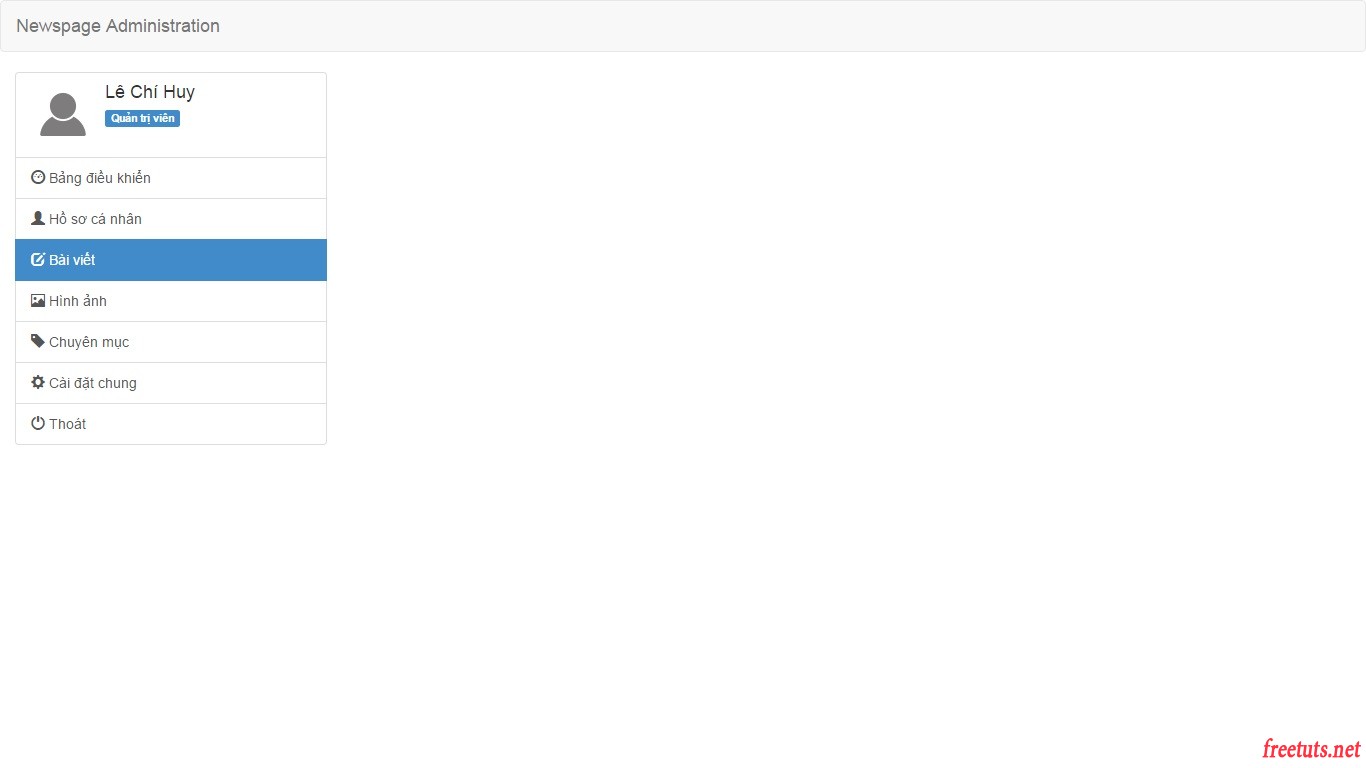 Newspage Administration
Lê Chí Huy
Quản trị viên
Bảng điều khiển
Hồ sơ cá nhân
Bài viết
Hình ảnh
Chuyên mục
Cài đặt chung
Thoát
freetuts.net